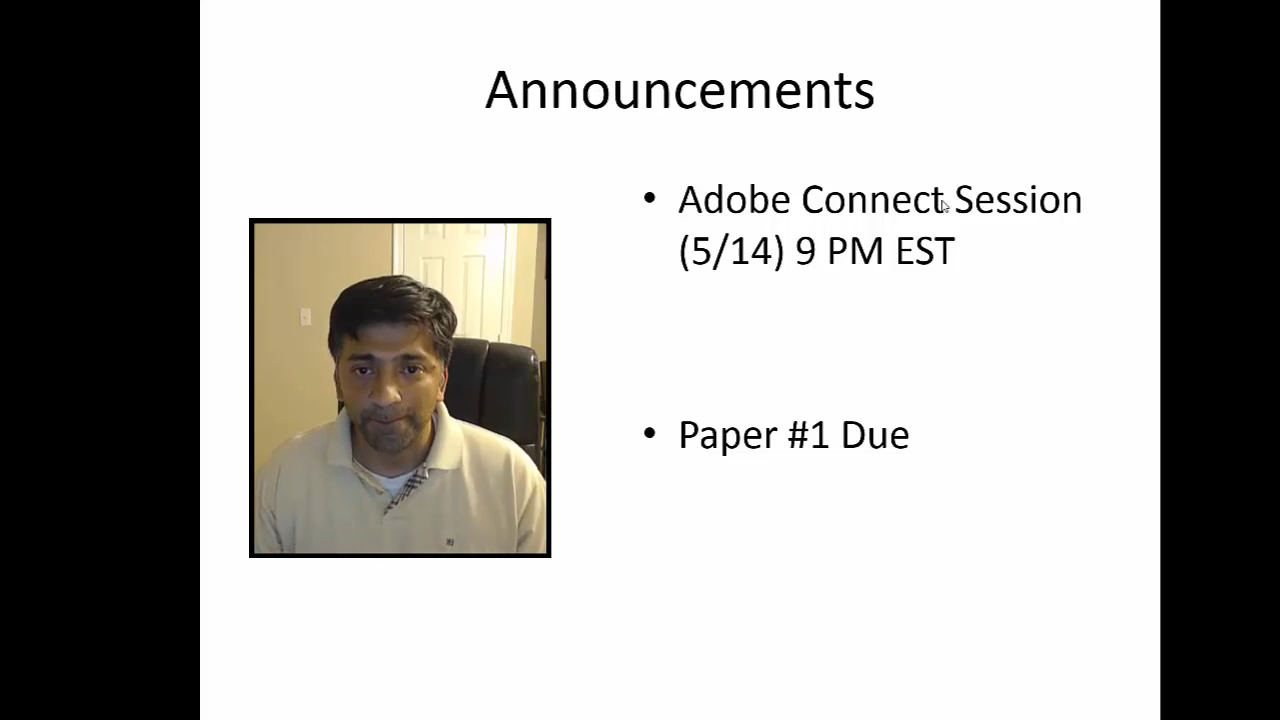 Announcements
• Adobe Connect Session
(5/14) 9 PM EST
• Paper #1 Due